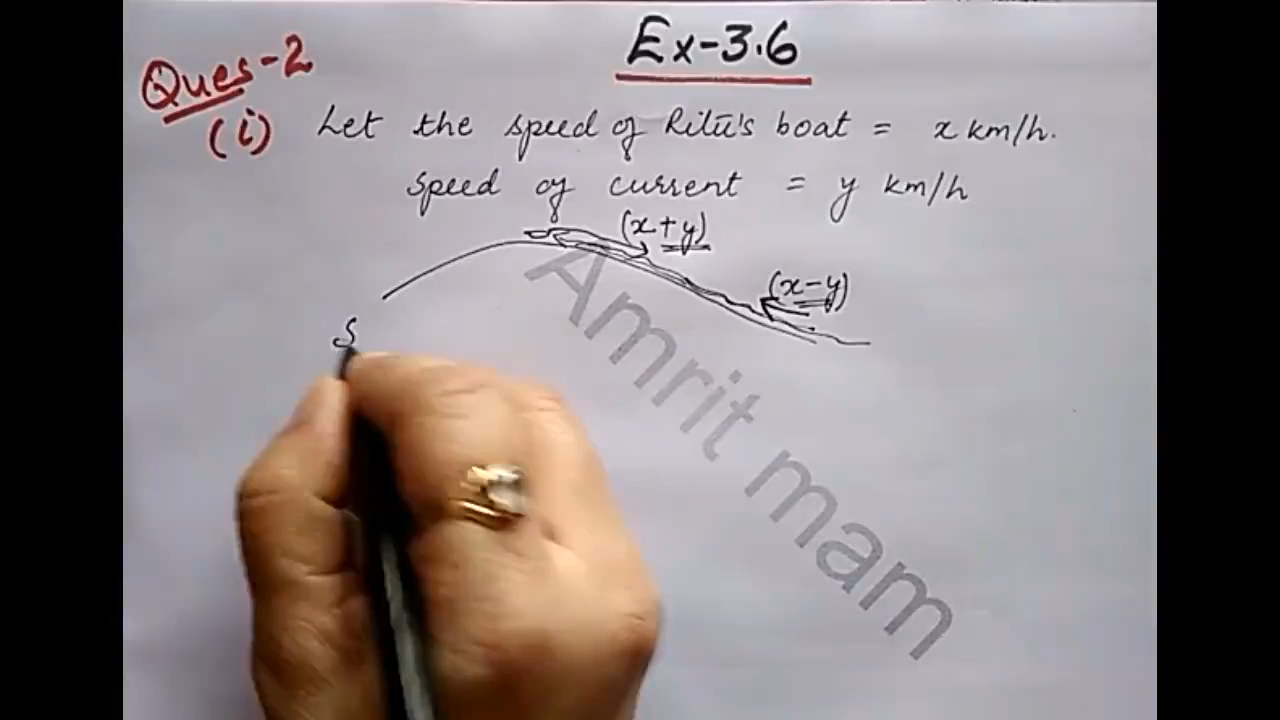 Ex-3.6
Ques-2
(i) Let the speed of Ritu's boat = x km/h.
speed of current = y km/h
(x+y)
(x-y)
S
Amrit mam